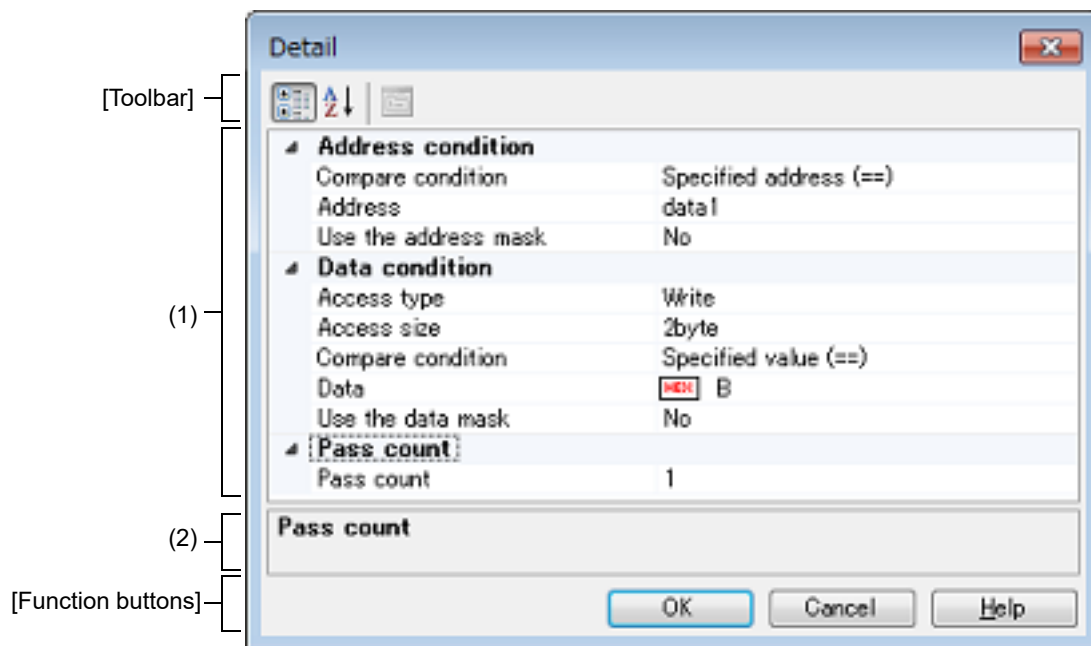 Detail
[Toolbar]
A Z
Address condition
Compare condition Specified address (==)
Address data1
Use the address mask No
Data condition
(1)
Access type Write
Access size 2byte
Compare condition Specified value (==)
Data HEX B
Use the data mask No
Pass count
Pass count 1
(2)
Pass count
[Function buttons]
OK Cancel Help